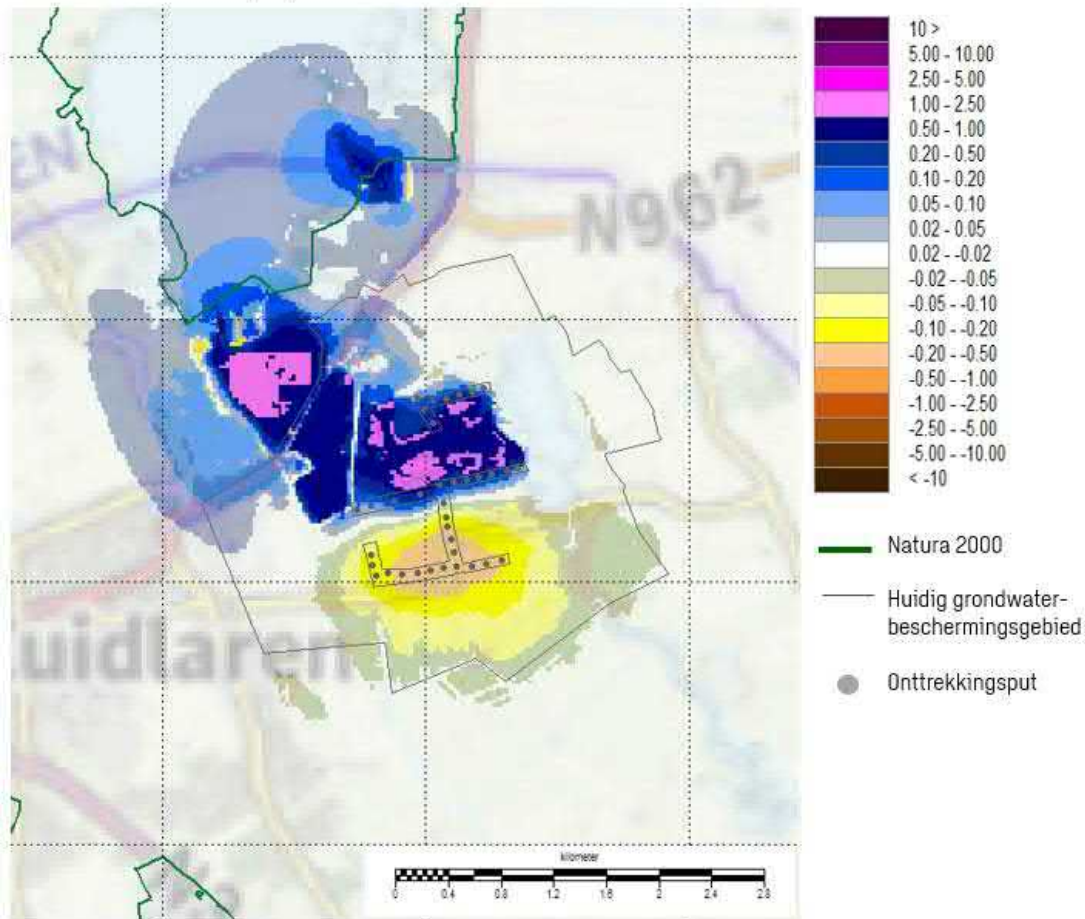 10 >
5.00 - 10.00
2.50 - 5.00
1.00 - 2.50
0.50 - 1.00
0.20 - 0.50
0.10 - 0.20
0.05 - 0.10
0.02 - 0.05
0.02 - -0.02
-0.02 - -0.05
-0.05 - -0.10
-0.10 - -0.20
-0.20 - -0.50
-0.50 - -1.00
-1.00 - -2.50
-2.50 - -5.00
-5.00 - -10.00
< -10
Natura 2000
Huidig grondwater-
beschermingsgebied
Onttrekkingsput
EN
N962
uidlaren
kilometer
0 0.4 0.8 1.2 1.6 2 2.4 2.8